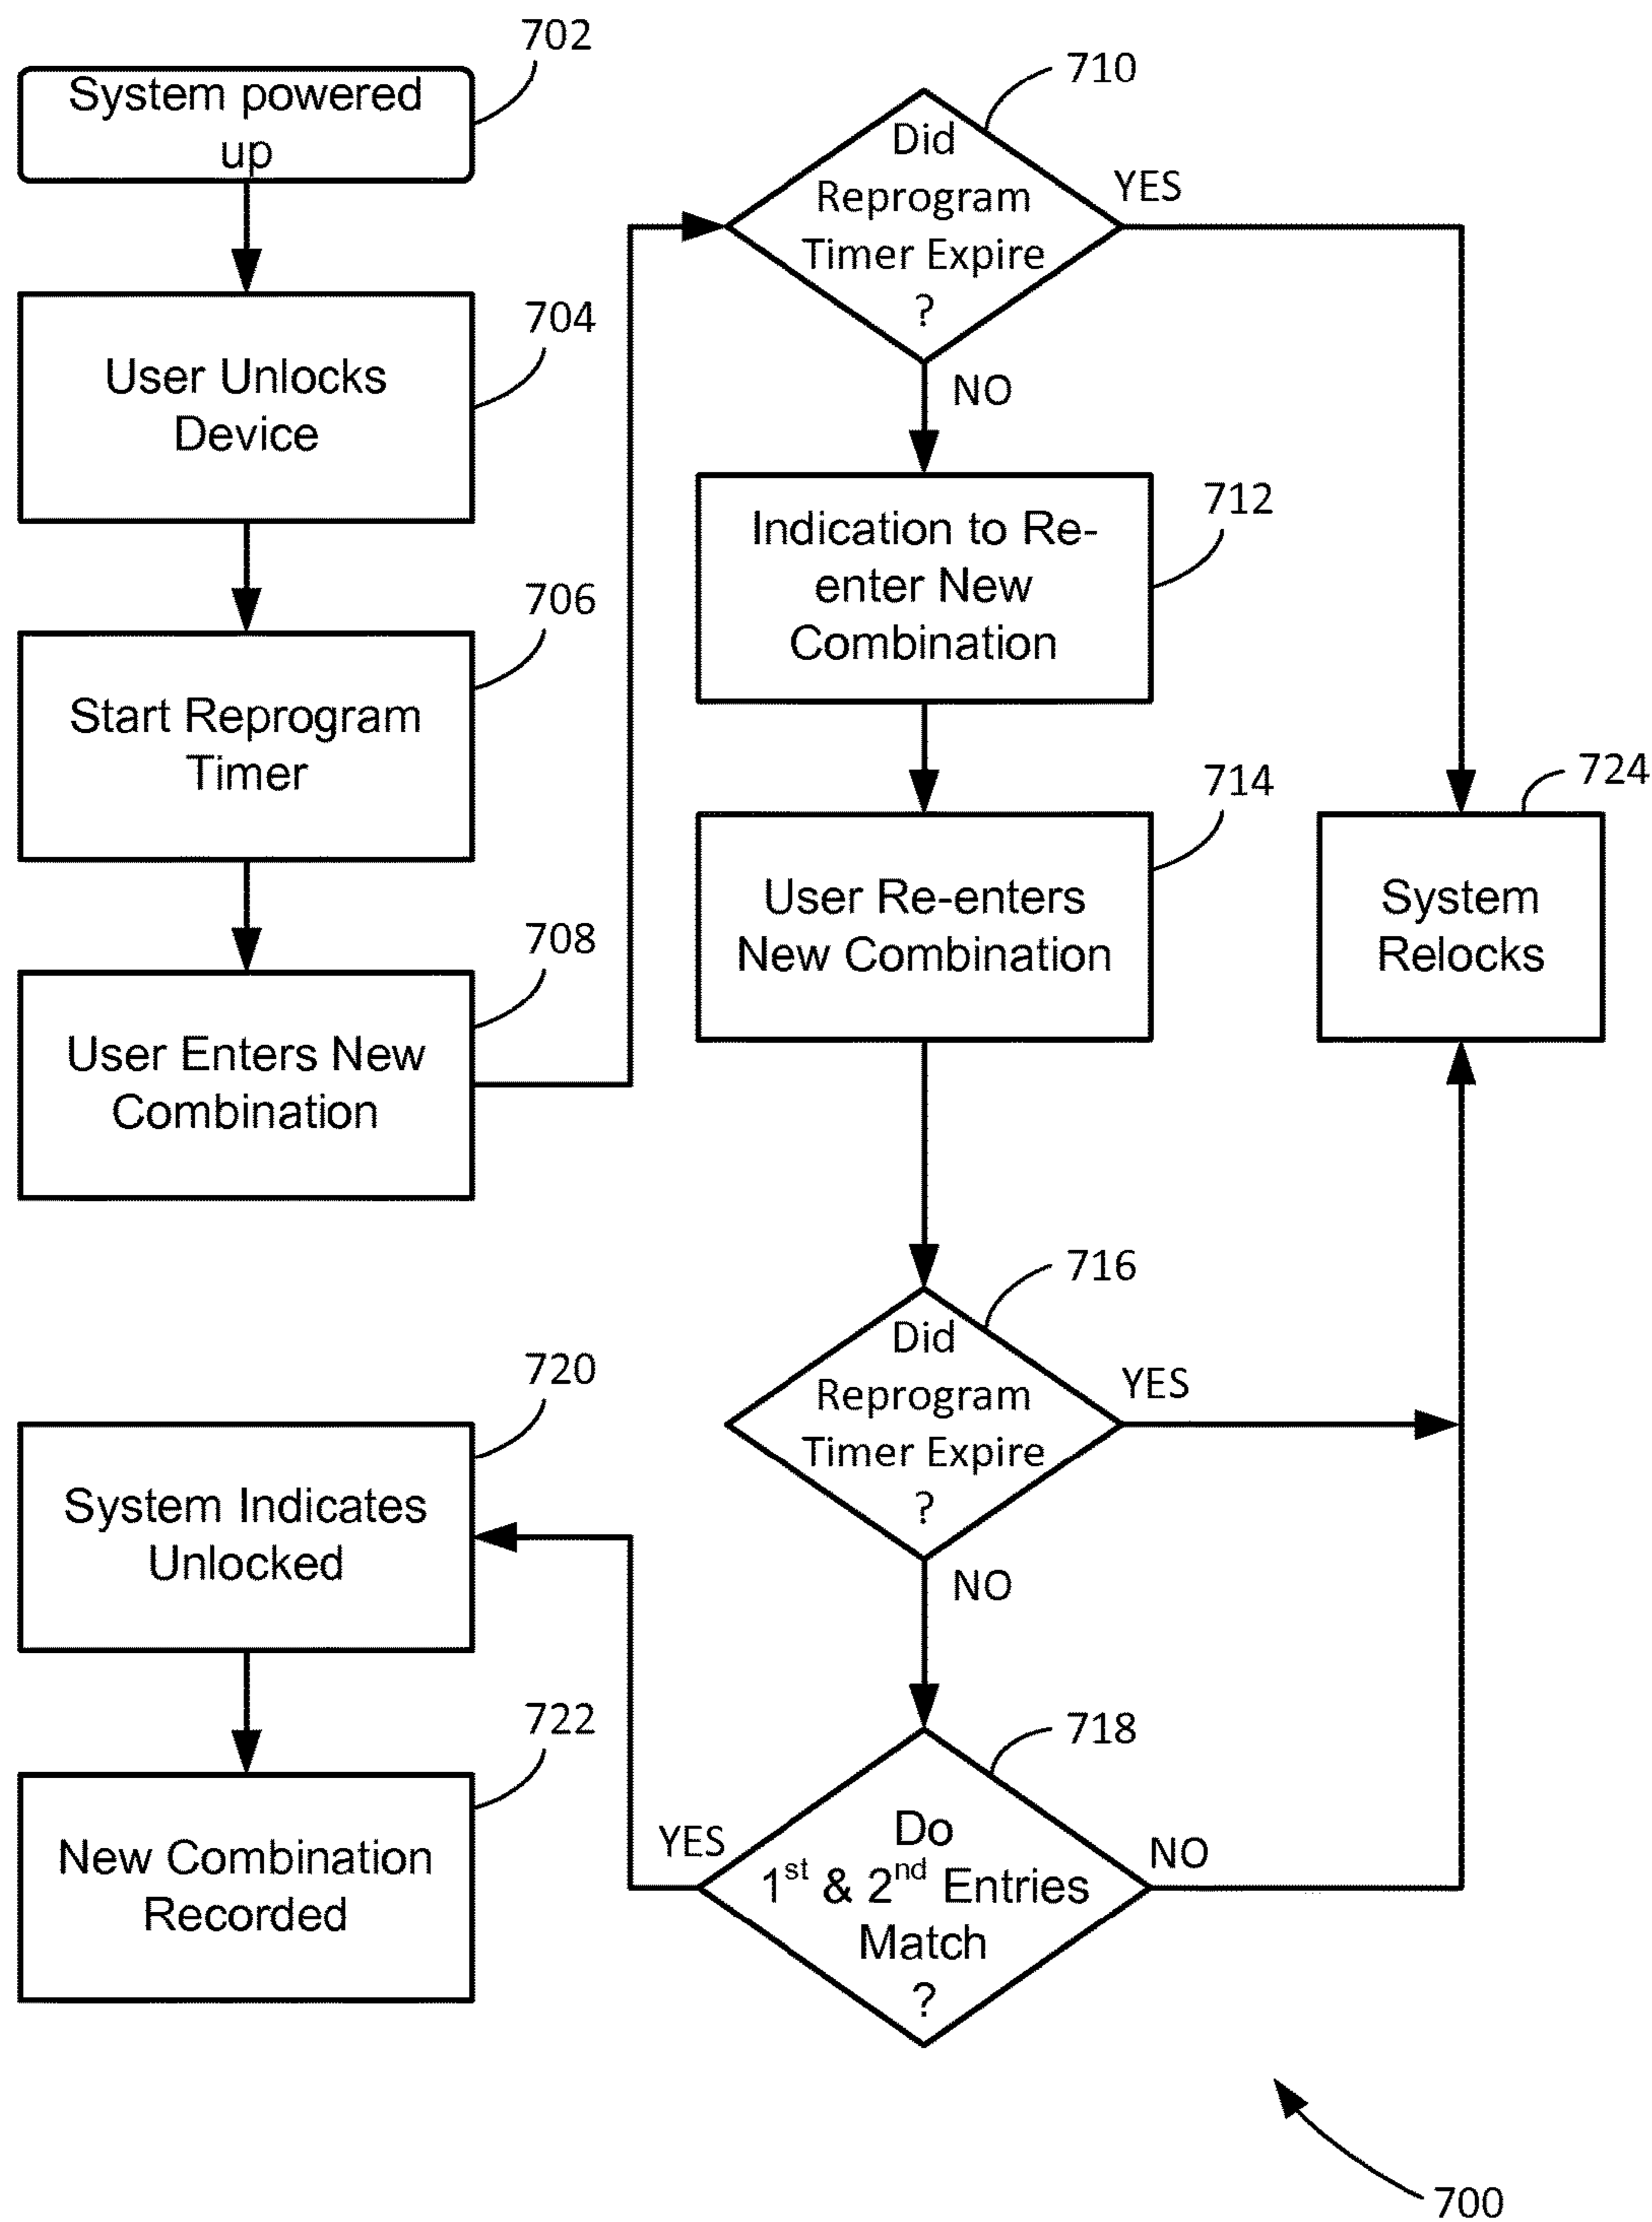 702
System powered
up
704
User Unlocks
Device
706
Start Reprogram
Timer
708
User Enters New
Combination
710
Did
Reprogram
Timer Expire
?
YES
NO
712
Indication to Re-
enter New
Combination
714
User Re-enters
New Combination
724
System
Relocks
716
Did
Reprogram
Timer Expire
?
YES
NO
718
Do
1st & 2nd Entries
Match
?
YES
NO
720
System Indicates
Unlocked
722
New Combination
Recorded
700